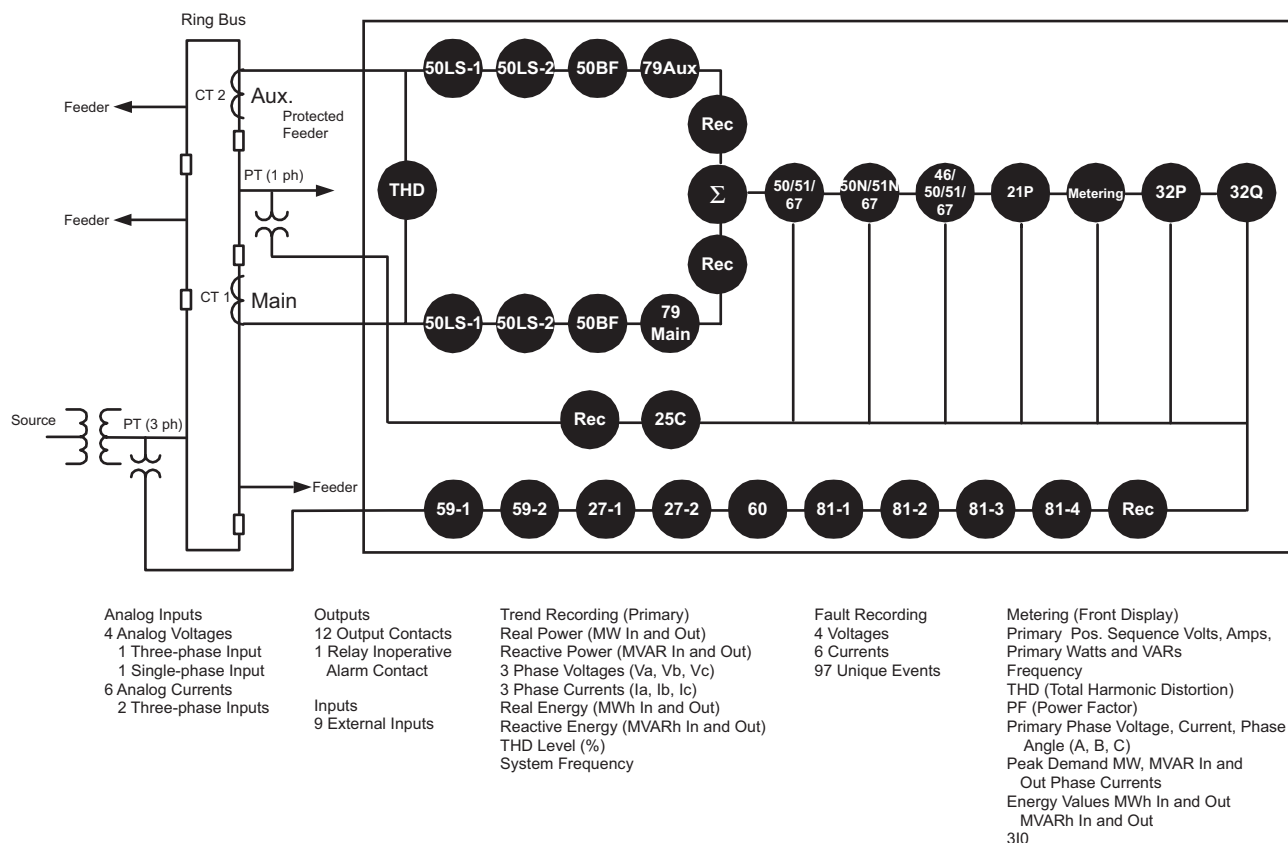 Ring Bus
CT 2
Aux.
Protected
Feeder
Feeder
PT (1 ph)
Feeder
CT 1
Main
Source
PT (3 ph)
Feeder
50LS-1
50LS-2
50BF
79Aux
Rec
THD
Σ
50/51/
67
50N/51N
67
46/
50/51/
67
21P
Metering
32P
32Q
Rec
50LS-1
50LS-2
50BF
79
Main
Rec
25C
59-1
59-2
27-1
27-2
60
81-1
81-2
81-3
81-4
Rec
Analog Inputs
4 Analog Voltages
1 Three-phase Input
1 Single-phase Input
6 Analog Currents
2 Three-phase Inputs
Outputs
12 Output Contacts
1 Relay Inoperative
Alarm Contact
Inputs
9 External Inputs
Trend Recording (Primary)
Real Power (MW In and Out)
Reactive Power (MVAR In and Out)
3 Phase Voltages (Va, Vb, Vc)
3 Phase Currents (Ia, Ib, Ic)
Real Energy (MWh In and Out)
Reactive Energy (MVARh In and Out)
THD Level (%)
System Frequency
Fault Recording
4 Voltages
6 Currents
97 Unique Events
Metering (Front Display)
Primary Pos. Sequence Volts, Amps,
Primary Watts and VARs
Frequency
THD (Total Harmonic Distortion)
PF (Power Factor)
Primary Phase Voltage, Current, Phase
Angle (A, B, C)
Peak Demand MW, MVAR In and
Out Phase Currents
Energy Values MWh In and Out
MVARh In and Out
3I0